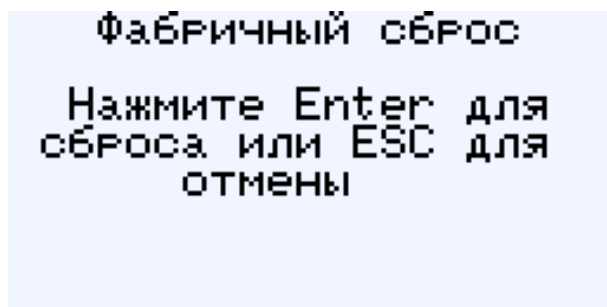 Фабричный сброс
Нажмите Enter для
сброса или ESC для
отмены